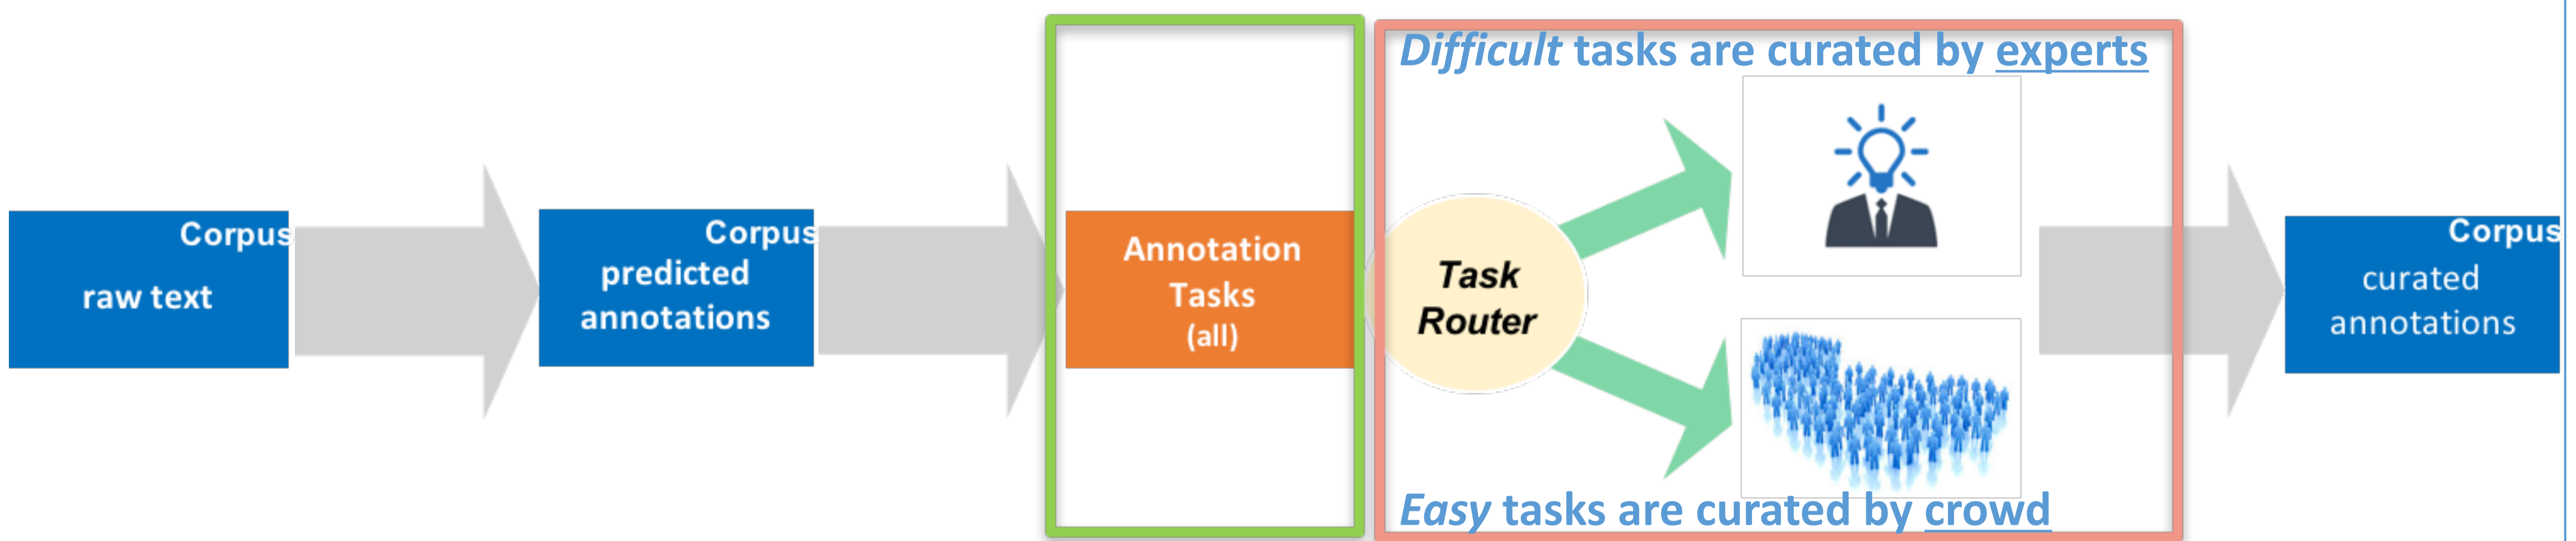 Corpus
raw text
Corpus
predicted
annotations
Annotation
Tasks
(all)
Task
Router
Difficult tasks are curated by experts
Easy tasks are curated by crowd
Corpus
curated
annotations